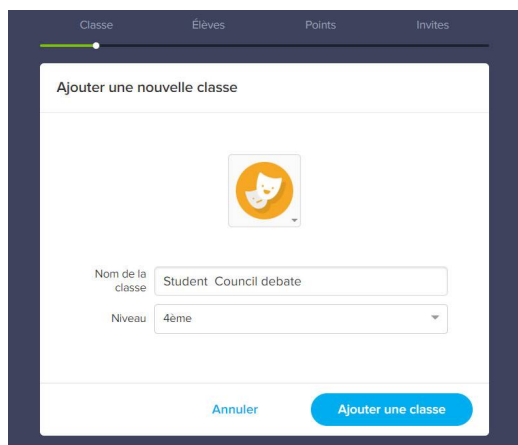 Classe Élèves Points Invites
Ajouter une nouvelle classe
Nom de la
classe
Student Council debate
Niveau 4ème
Annuler Ajouter une classe